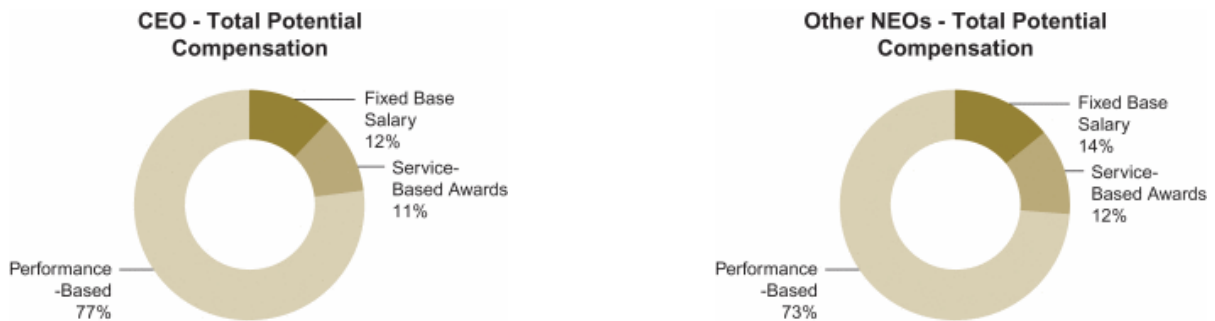 CEO - Total Potential
Compensation
Fixed Base
Salary
12%
Service-
Based Awards
11%
Performance
-Based
77%
Other NEOs - Total Potential
Compensation
Fixed Base
Salary
14%
Service-
Based Awards
12%
Performance
-Based
73%